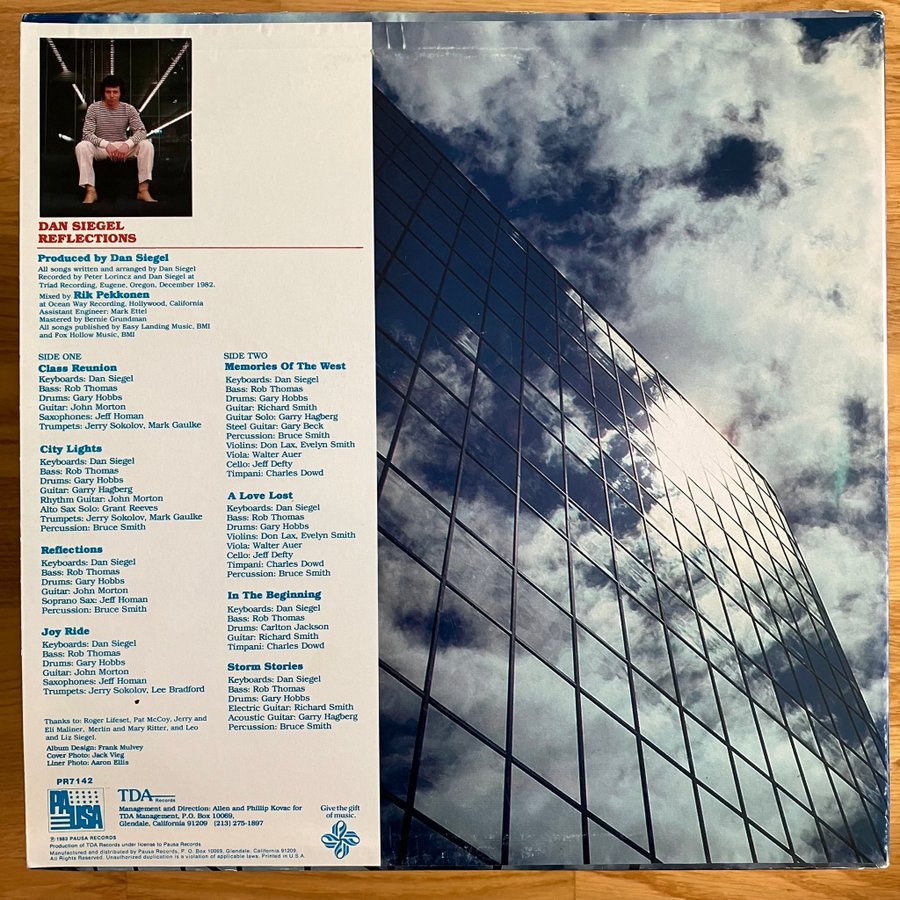 DAN SIEGEL
REFLECTIONS
Produced by Dan Siegel
All songs written and arranged by Dan Siegel
Recorded by Peter Lorincz and Dan Siegel at
Triad Recording, Eugene, Oregon, December 1982.
Mixed by Rik Pekkonen
at Ocean Way Recording, Hollywood, California
Assistant Engineer: Mark Ettel
Mastered by Bernie Grundman
All songs published by Easy Landing Music, BMI
and Fox Hollow Music, BMI
SIDE ONE
Class Reunion
Keyboards: Dan Siegel
Bass: Rob Thomas
Drums: Gary Hobbs
Guitar: John Morton
Saxophones: Jeff Homan
Trumpets: Jerry Sokolov, Mark Gaulke
City Lights
Keyboards: Dan Siegel
Bass: Rob Thomas
Drums: Gary Hobbs
Guitar: Garry Hagberg
Rhythm Guitar: John Morton
Alto Sax Solo: Grant Reeves
Trumpets: Jerry Sokolov, Mark Gaulke
Percussion: Bruce Smith
Reflections
Keyboards: Dan Siegel
Bass: Rob Thomas
Drums: Gary Hobbs
Guitar: John Morton
Soprano Sax: Jeff Homan
Percussion: Bruce Smith
Joy Ride
Keyboards: Dan Siegel
Bass: Rob Thomas
Drums: Gary Hobbs
Guitar: John Morton
Saxophones: Jeff Homan
Trumpets: Jerry Sokolov, Lee Bradford
SIDE TWO
Memories Of The West
Keyboards: Dan Siegel
Bass: Rob Thomas
Drums: Gary Hobbs
Guitar: Richard Smith
Guitar Solo: Garry Hagberg
Steel Guitar: Gary Beck
Percussion: Bruce Smith
Violins: Don Lax, Evelyn Smith
Viola: Walter Auer
Cello: Jeff Defty
Timpani: Charles Dowd
A Love Lost
Keyboards: Dan Siegel
Bass: Rob Thomas
Drums: Gary Hobbs
Violins: Don Lax, Evelyn Smith
Viola: Walter Auer
Cello: Jeff Defty
Timpani: Charles Dowd
Percussion: Bruce Smith
In The Beginning
Keyboards: Dan Siegel
Bass: Rob Thomas
Drums: Carlton Jackson
Guitar: Richard Smith
Timpani: Charles Dowd
Storm Stories
Keyboards: Dan Siegel
Bass: Rob Thomas
Drums: Gary Hobbs
Electric Guitar: Richard Smith
Acoustic Guitar: Garry Hagberg
Percussion: Bruce Smith
Thanks to: Roger Lifeset, Pat McCoy, Jerry and
Eli Maliner, Merlin and Mary Ritter, and Leo
and Liz Siegel.
Album Design: Frank Mulvey
Cover Photo: Jack Vieg
Liner Photo: Aaron Ellis
PR7142
PAUSA
TDA Records
Management and Direction: Allen and Phillip Kovac for
TDA Management, P.O. Box 10069,
Glendale, California 91209 (213) 275-1897
Give the gift
of music.
℗ 1983 PAUSA RECORDS
Production of TDA Records under license to Pausa Records
Manufactured and distributed by Pausa Records, P. O. Box 10069, Glendale, California 91209.
All Rights Reserved. Unauthorized duplication is a violation of applicable laws. Printed in U.S.A.